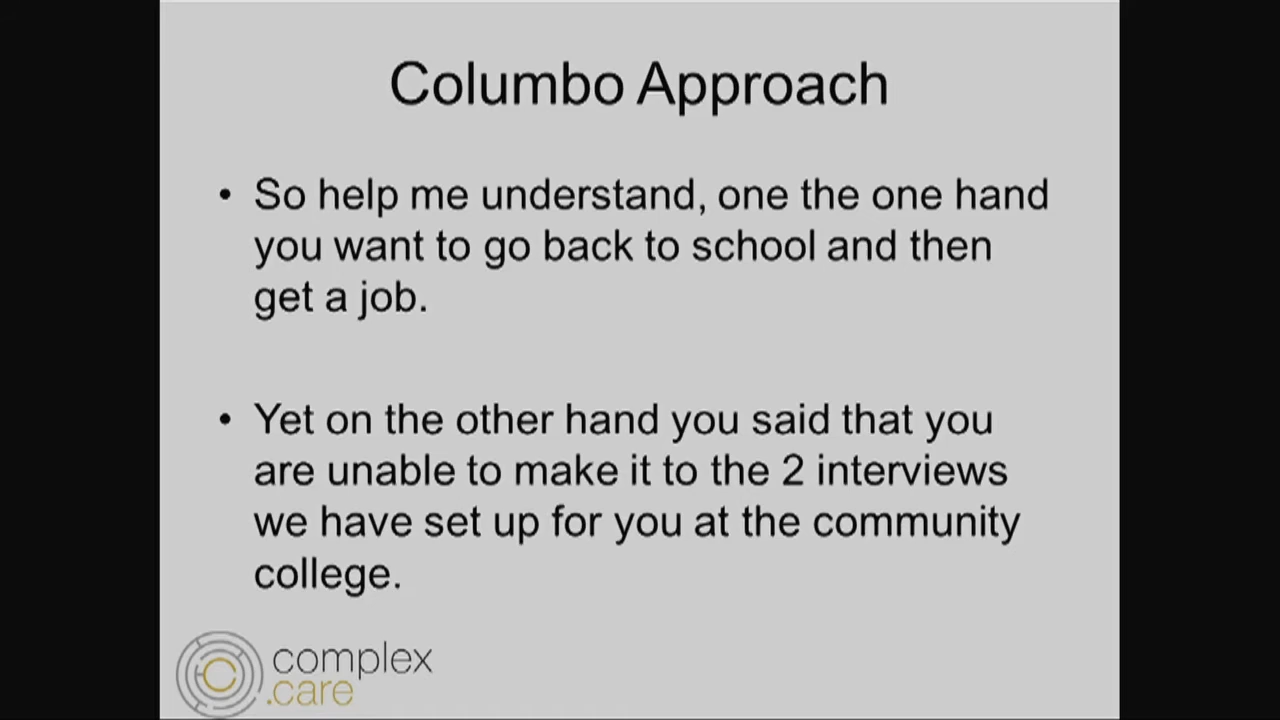 Columbo Approach
• So help me understand, one the one hand
you want to go back to school and then
get a job.
• Yet on the other hand you said that you
are unable to make it to the 2 interviews
we have set up for you at the community
college.
complex
.care